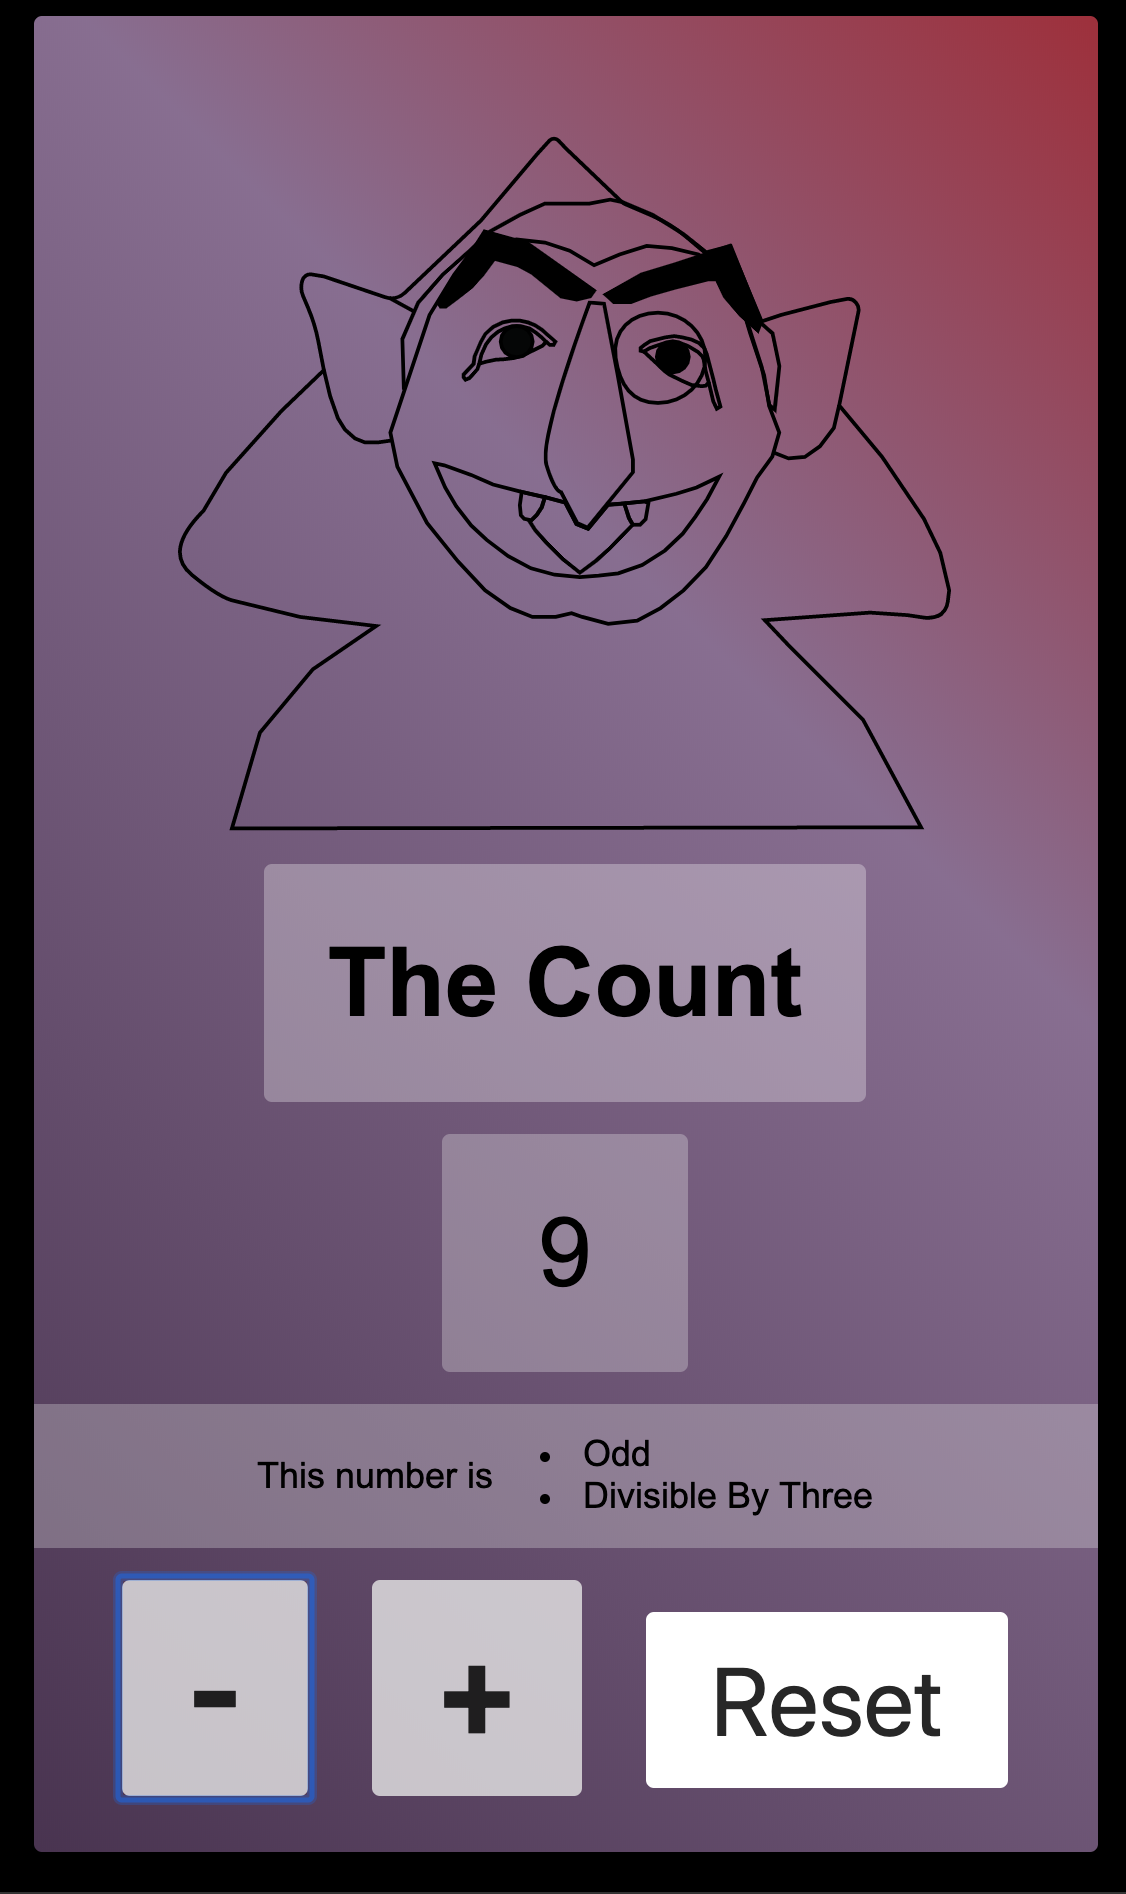 The Count
9
This number is
• Odd
• Divisible By Three
- + Reset